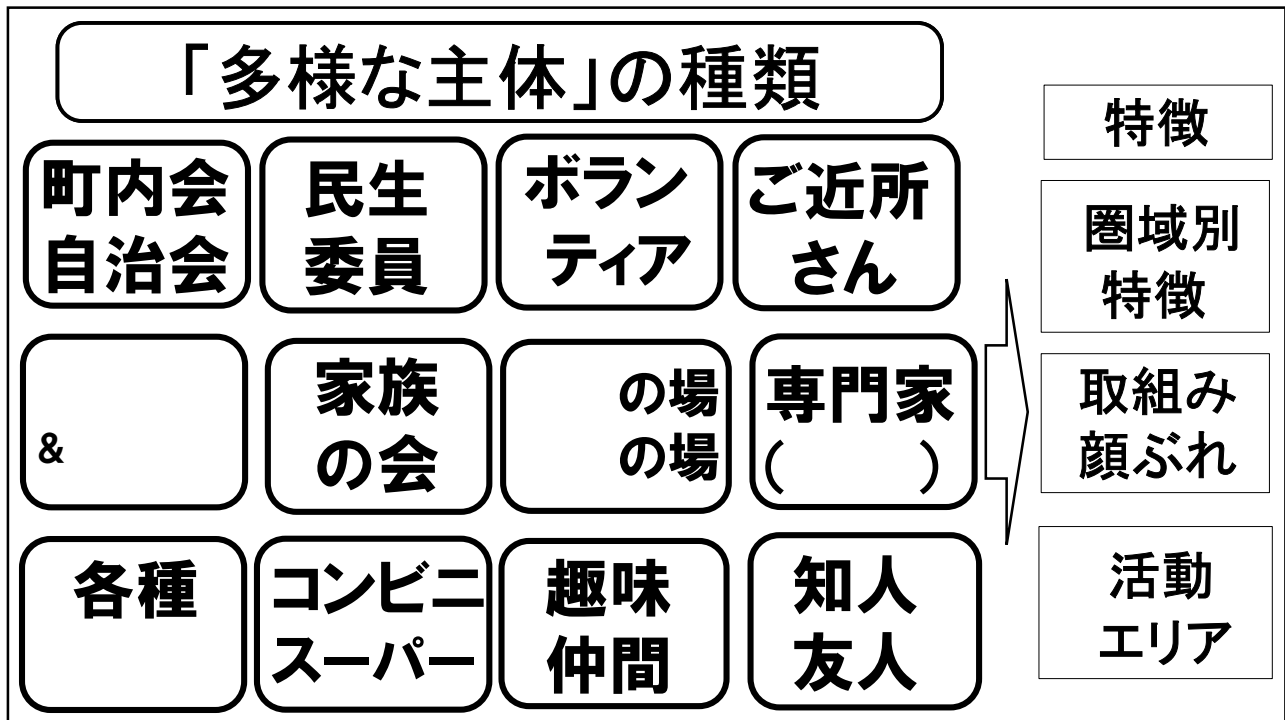 「多様な主体」の種類
町内会
自治会
民生
委員
ボラン
ティア
ご近所
さん
&
家族
の会
の場
の場
専門家
(　　　)
各種
コンビニ
スーパー
趣味
仲間
知人
友人
特徴
圏域別
特徴
取組み
顔ぶれ
活動
エリア